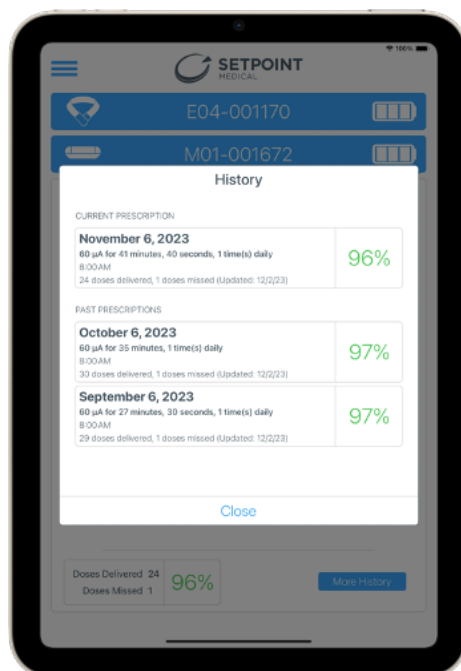 100%
SETPOINT
MEDICAL
E04-001170
M01-001672
History
CURRENT PRESCRIPTION
November 6, 2023
60 µA for 41 minutes, 40 seconds, 1 time(s) daily
8:00AM
24 doses delivered, 1 doses missed (Updated: 12/2/23)
96%
PAST PRESCRIPTIONS
October 6, 2023
60 µA for 35 minutes, 1 time(s) daily
8:00AM
30 doses delivered, 1 doses missed (Updated: 12/2/23)
97%
September 6, 2023
60 µA for 27 minutes, 30 seconds, 1 time(s) daily
8:00AM
29 doses delivered, 1 doses missed (Updated: 12/2/23)
97%
Close
Doses Delivered 24
Doses Missed 1
96%
More History